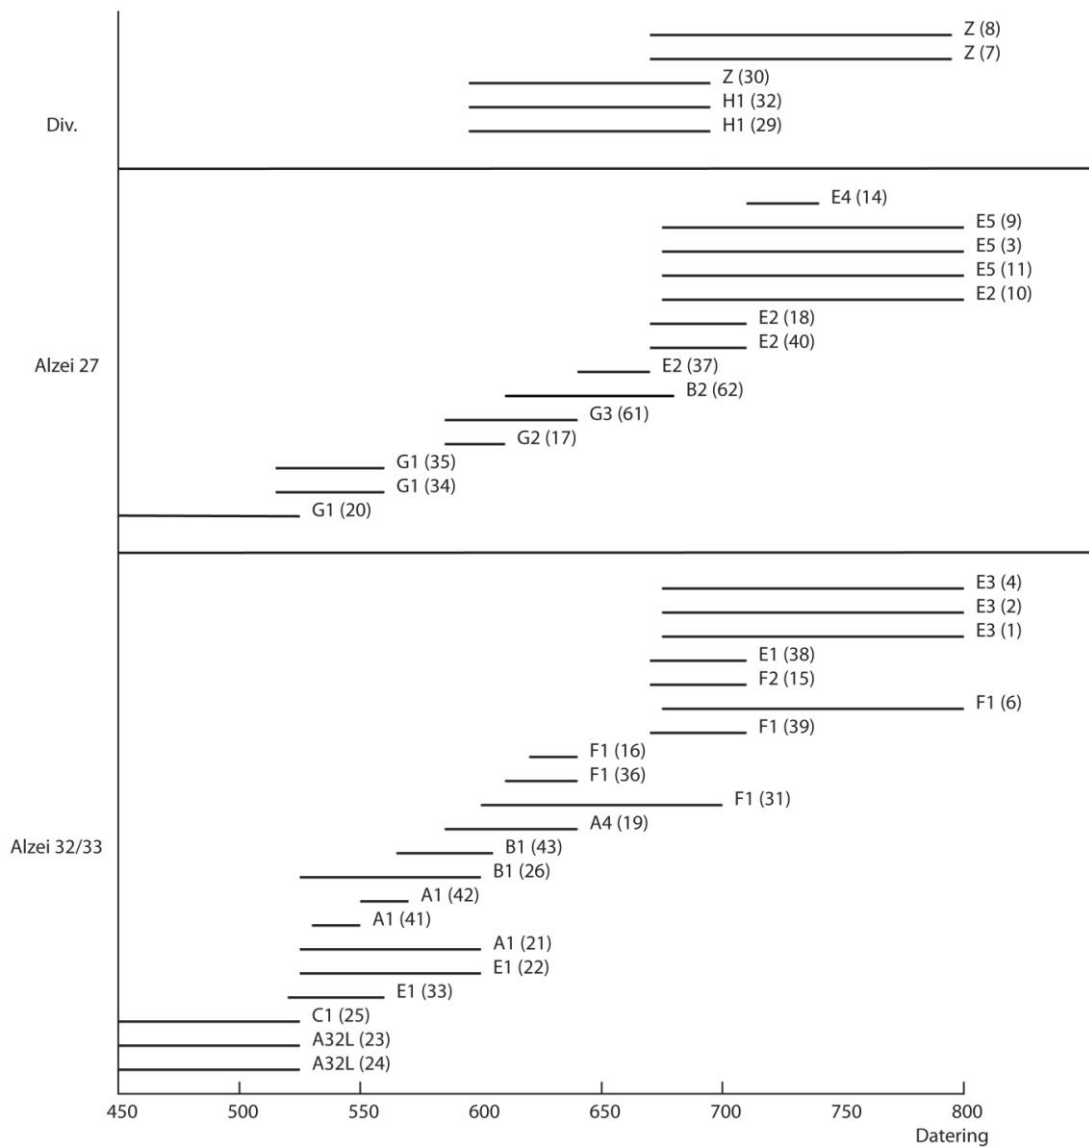 Z (8)
Z (7)
Z (30)
H1 (32)
Div.
H1 (29)
E4 (14)
E5 (9)
E5 (3)
E5 (11)
E2 (10)
E2 (18)
E2 (40)
Alzei 27
E2 (37)
B2 (62)
G3 (61)
G2 (17)
G1 (35)
G1 (34)
G1 (20)
E3 (4)
E3 (2)
E3 (1)
E1 (38)
F2 (15)
F1 (6)
F1 (39)
F1 (16)
F1 (36)
F1 (31)
A4 (19)
Alzei 32/33
B1 (43)
B1 (26)
A1 (42)
A1 (41)
A1 (21)
E1 (22)
E1 (33)
C1 (25)
A32L (23)
A32L (24)
450 500 550 600 650 700 750 800
Datering